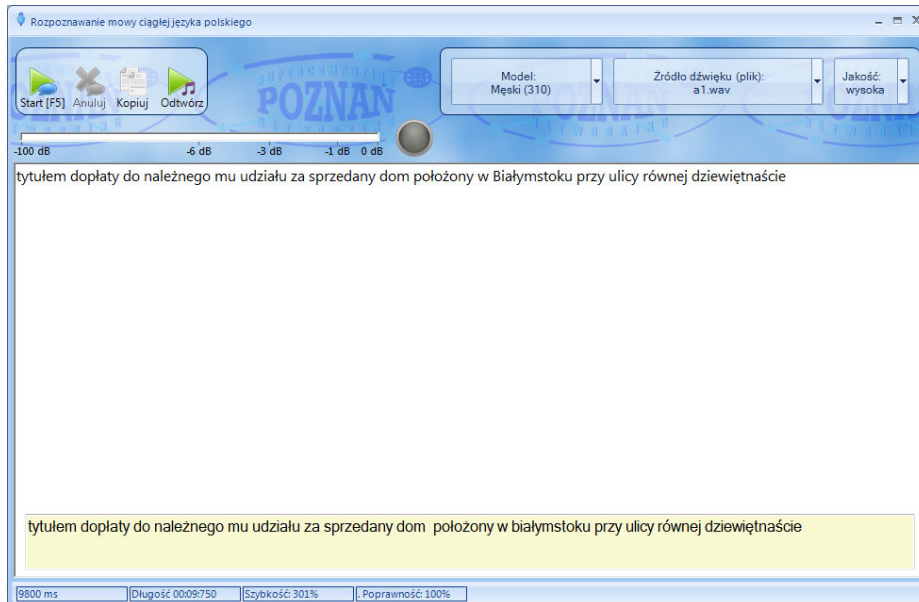 Rozpoznawanie mowy ciągłej języka polskiego
Start [F5] Anuluj Kopiuj Odtwórz
SUPERCOMPUTING
POZNAŃ
NETWORKING
Model:
Męski (310)
Źródło dźwięku (plik):
a1.wav
Jakość:
wysoka
-100 dB -6 dB -3 dB -1 dB 0 dB
tytułem dopłaty do należnego mu udziału za sprzedany dom położony w Białymstoku przy ulicy równej dziewiętnaście
tytułem dopłaty do należnego mu udziału za sprzedany dom  położony w białymstoku przy ulicy równej dziewiętnaście
9800 ms Długość 00:09:750 Szybkość: 301% . Poprawność: 100%